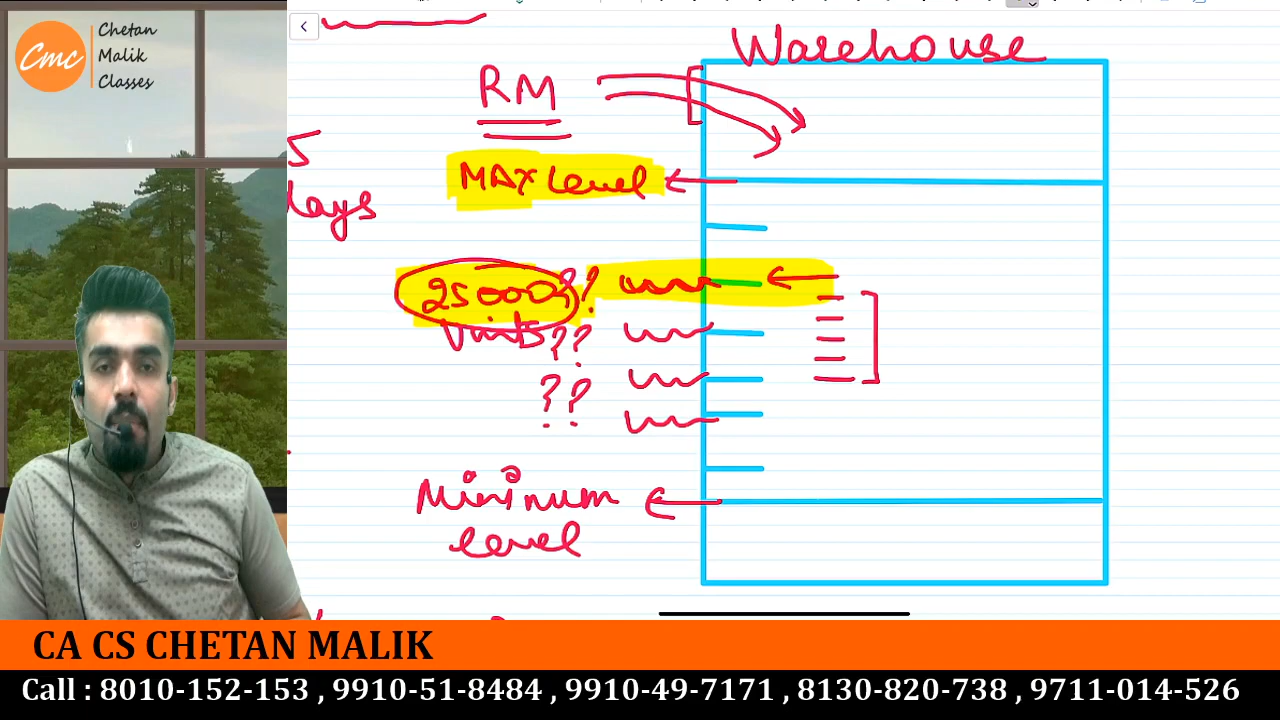 Cmc
Chetan
Malik
Classes
Warehouse
RM
MAX level
5
days
25000 ??
Units ??
??
Minimum
level
CA CS CHETAN MALIK
Call : 8010-152-153 , 9910-51-8484 , 9910-49-7171 , 8130-820-738 , 9711-014-526